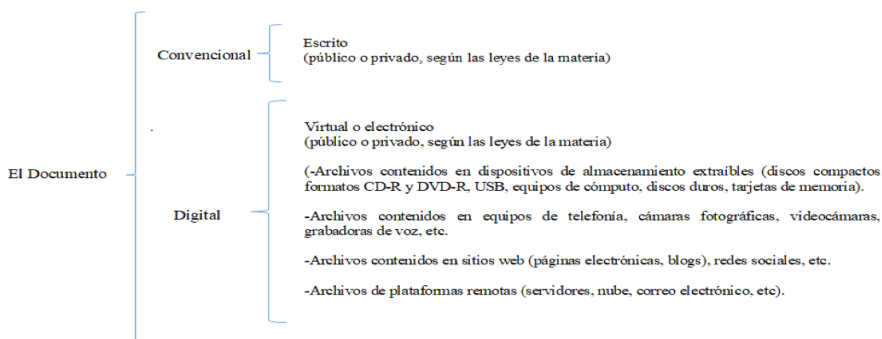 Convencional
Escrito
(público o privado, según las leyes de la materia)
El Documento
Digital
Virtual o electrónico
(público o privado, según las leyes de la materia)
(-Archivos contenidos en dispositivos de almacenamiento extraíbles (discos compactos
formatos CD-R y DVD-R, USB, equipos de cómputo, discos duros, tarjetas de memoria).
-Archivos contenidos en equipos de telefonía, cámaras fotográficas, videocámaras,
grabadoras de voz, etc.
-Archivos contenidos en sitios web (páginas electrónicas, blogs), redes sociales, etc.
-Archivos de plataformas remotas (servidores, nube, correo electrónico, etc).